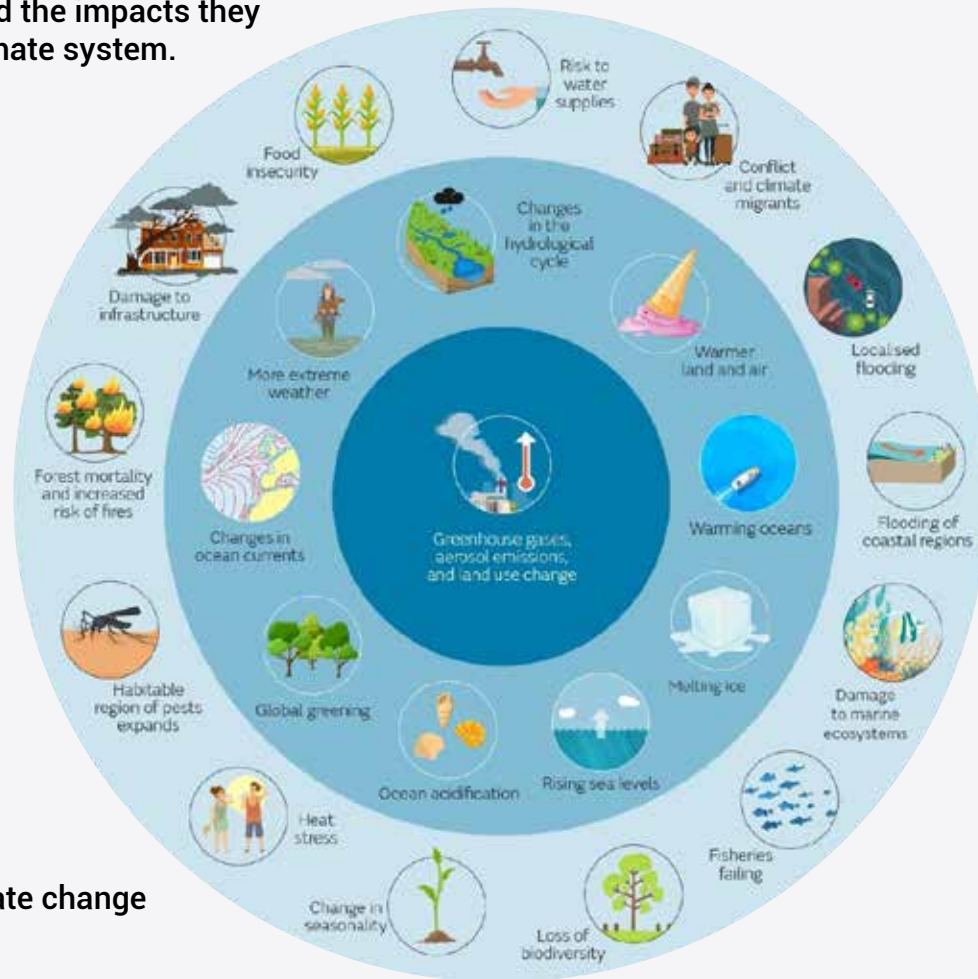 d the impacts they
mate system.
Risk to
water
supplies
Food
insecurity
Conflict
and climate
migrants
Damage to
infrastructure
Localised
flooding
Forest mortality
and increased
risk of fires
Flooding of
coastal regions
Habitable
region of pests
expands
Damage
to marine
ecosystems
Heat
stress
Fisheries
failing
Change in
seasonality
Loss of
biodiversity
Changes
in the
hydrological
cycle
More extreme
weather
Warmer
land and air
Changes in
ocean currents
Warming oceans
Global greening
Melting ice
Ocean acidification
Rising sea levels
Greenhouse gases,
aerosol emissions,
and land use change
ate change